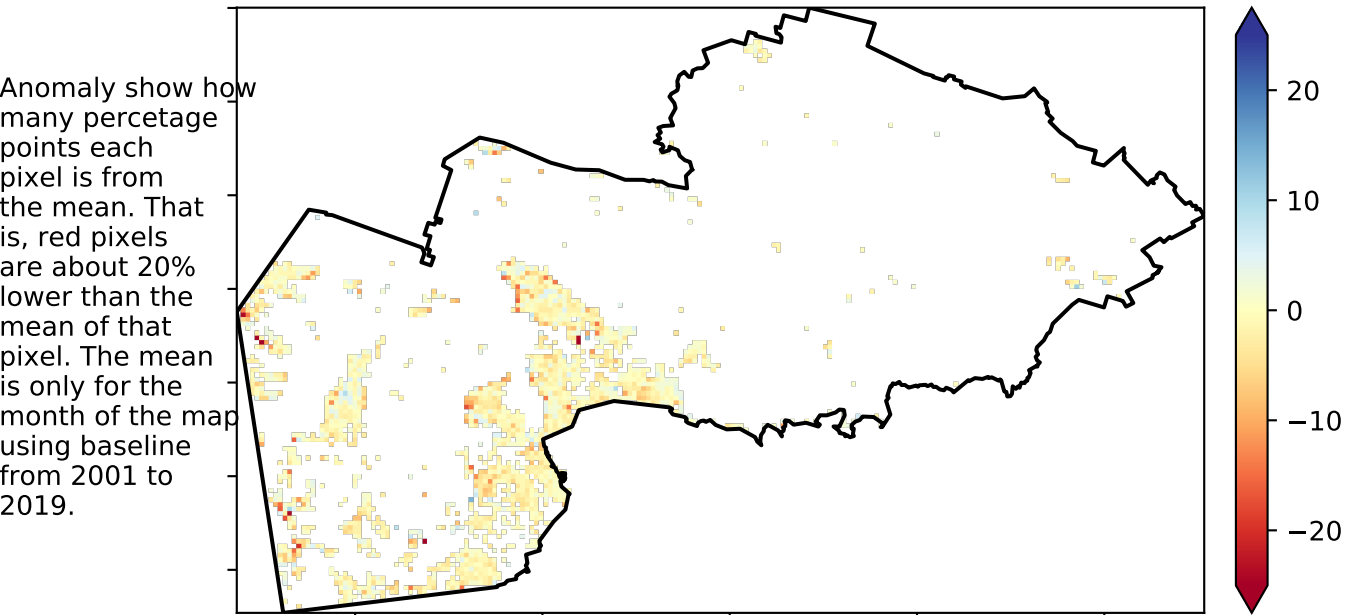 Anomaly show how
many percetage
points each
pixel is from
the mean. That
is, red pixels
are about 20%
lower than the
mean of that
pixel. The mean
is only for the
month of the map
using baseline
from 2001 to
2019.
20
10
0
−10
−20